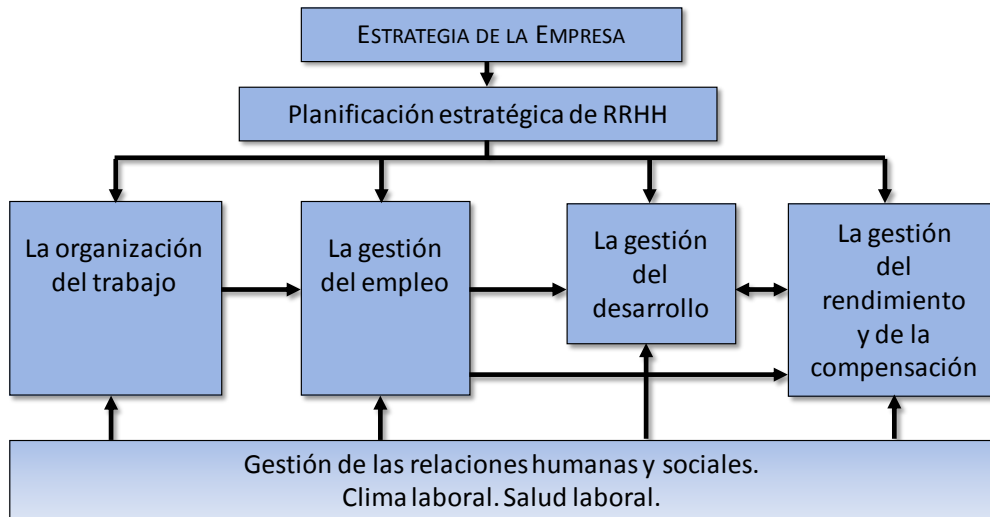 ESTRATEGIA DE LA EMPRESA
Planificación estratégica de RRHH
La organización
del trabajo
La gestión
del empleo
La gestión
del
desarrollo
La gestión
del
rendimiento
y de la
compensación
Gestión de las relaciones humanas y sociales.
Clima laboral. Salud laboral.